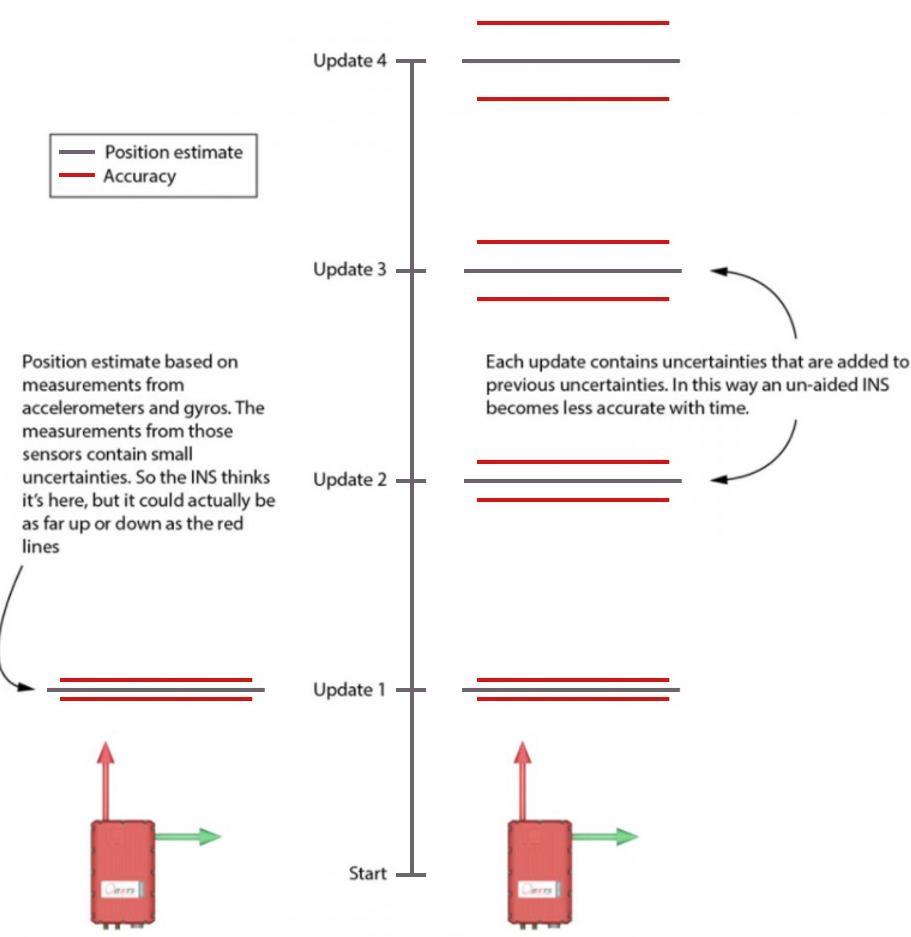 Update 4
Position estimate
Accuracy
Update 3
Position estimate based on
measurements from
accelerometers and gyros. The
measurements from those
sensors contain small
uncertainties. So the INS thinks
it's here, but it could actually be
as far up or down as the red
lines
Each update contains uncertainties that are added to
previous uncertainties. In this way an un-aided INS
becomes less accurate with time.
Update 2
Update 1
Start